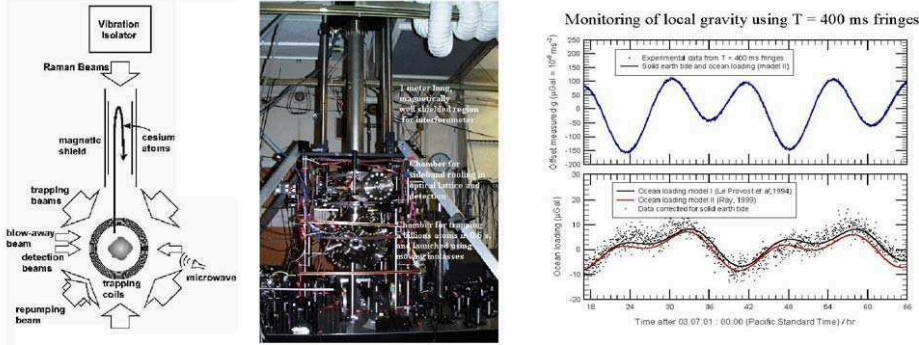 Vibration
Isolator
Raman Beams
magnetic
shield
cesium
atoms
trapping
beams
blow-away
beam
detection
beams
trapping
coils
microwave
repumping
beam
1 meter long,
magnetically
well shielded region
for interferometer
Chamber for
sideband cooling in
optical lattice and
detection
Chamber for trapping
billions atoms in
and launched using
moving molasses
Monitoring of local gravity using T = 400 ms fringes
Experimental data from T = 400 ms fringes
Solid earth tide and ocean loading (model II)
Offset measured g (µGal = 10⁻⁸ ms⁻²)
250
200
150
100
50
0
-50
-100
-150
-200
Ocean loading model I (Le Provost et al, 1994)
Ocean loading model II (Ray, 1999)
Data corrected for solid earth tide
Ocean loading (µGal)
20
10
0
-10
-20
18 24 30 36 42 48 54 60 66
Time after 03.07.01 : 00:00 (Pacific Standard Time) / hr